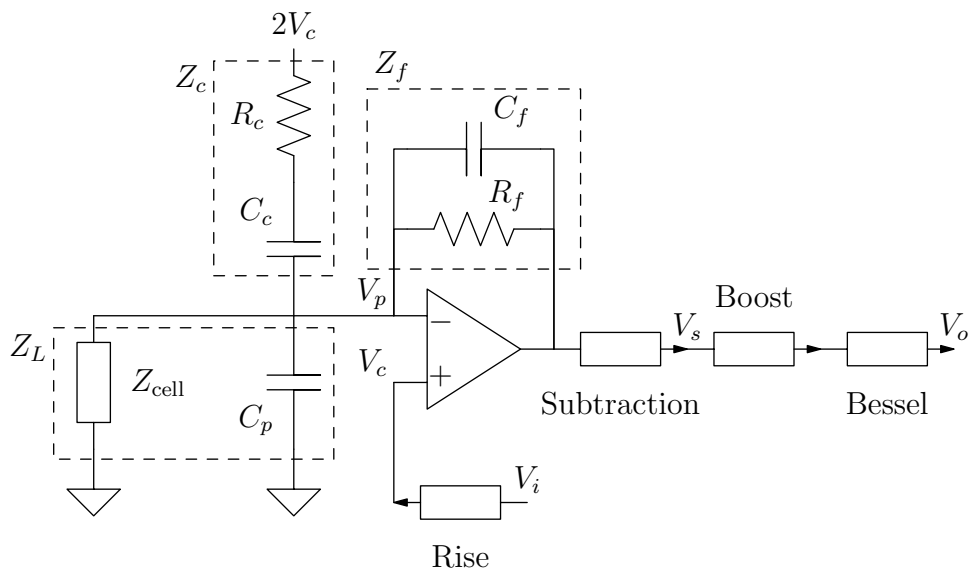 2V_c
Z_c
R_c
C_c
Z_f
C_f
R_f
V_p
V_c
−
+
Z_L
Z_cell
C_p
Boost
V_s
V_o
Subtraction
Bessel
V_i
Rise